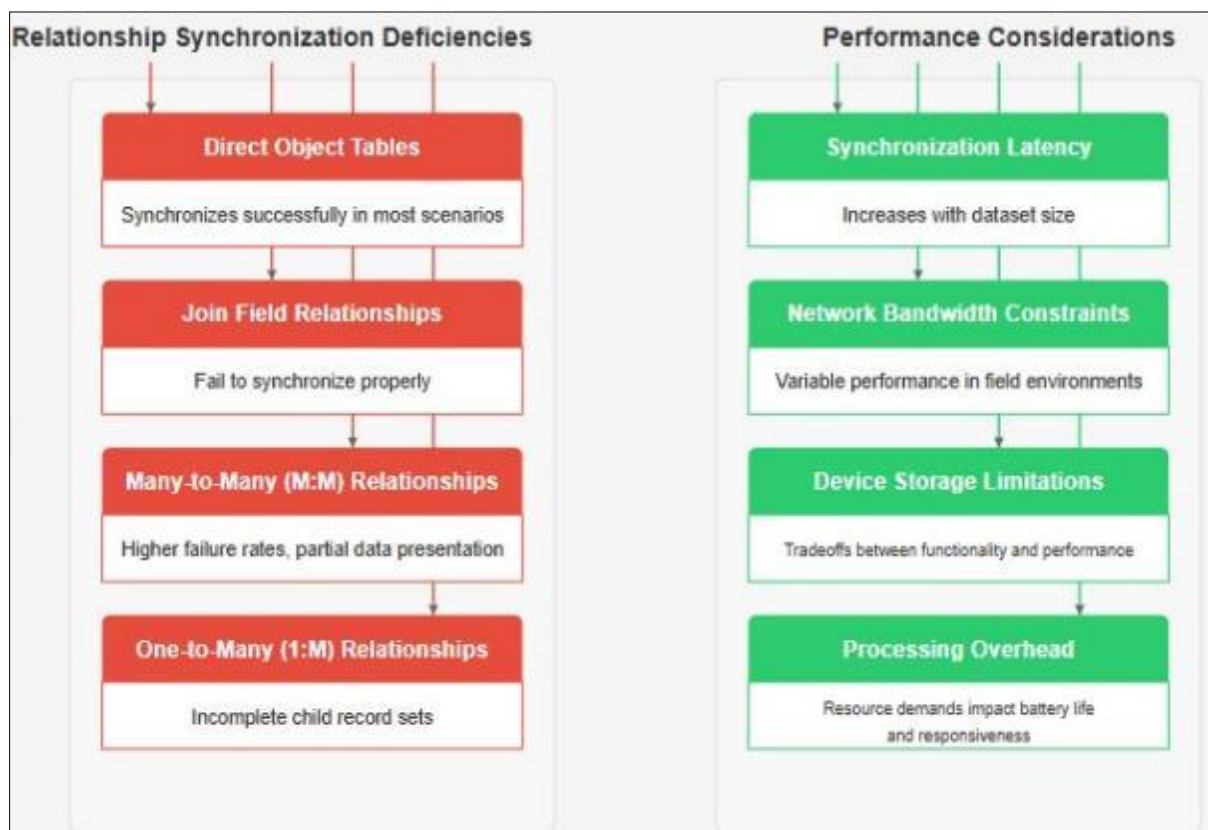 Relationship Synchronization Deficiencies
Direct Object Tables
Synchronizes successfully in most scenarios
Join Field Relationships
Fail to synchronize properly
Many-to-Many (M:M) Relationships
Higher failure rates, partial data presentation
One-to-Many (1:M) Relationships
Incomplete child record sets
Performance Considerations
Synchronization Latency
Increases with dataset size
Network Bandwidth Constraints
Variable performance in field environments
Device Storage Limitations
Tradeoffs between functionality and performance
Processing Overhead
Resource demands impact battery life
and responsiveness